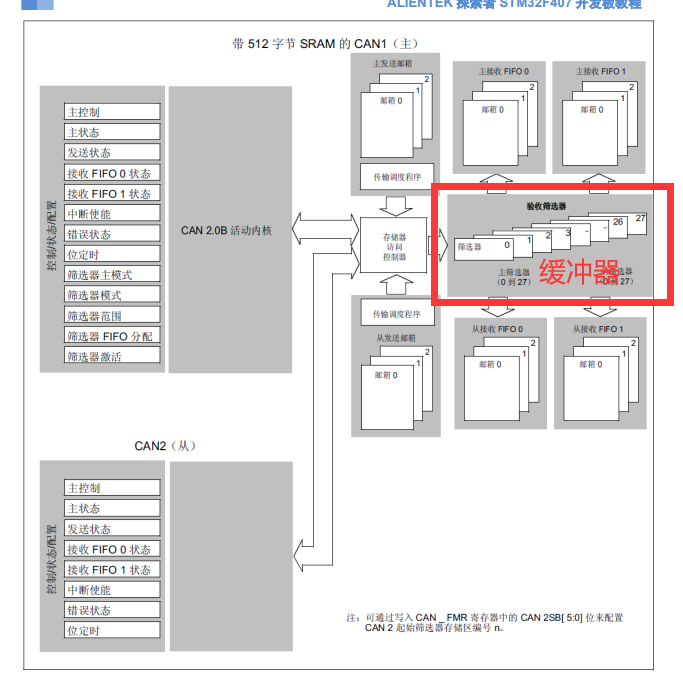 ALIENTEK 探索者 STM32F407 开发板教程
带 512 字节 SRAM 的 CAN1（主）
主发送邮箱
2
1
邮箱 0
传输调度程序
主接收 FIFO 0
2
1
邮箱 0
主接收 FIFO 1
2
1
邮箱 0
控制/状态/配置
主控制
主状态
发送状态
接收 FIFO 0 状态
接收 FIFO 1 状态
中断使能
错误状态
位定时
筛选器主模式
筛选器模式
筛选器范围
筛选器 FIFO 分配
筛选器激活
CAN 2.0B 活动内核
存储器
访问
控制器
验收筛选器
筛选器 0 1 2 3 .. .. 26 27
主筛选器
（0 到 27）
缓冲器
（0 到 27）
传输调度程序
从发送邮箱
2
1
邮箱 0
从接收 FIFO 0
2
1
邮箱 0
从接收 FIFO 1
2
1
邮箱 0
CAN2（从）
控制/状态/配置
主控制
主状态
发送状态
接收 FIFO 0 状态
接收 FIFO 1 状态
中断使能
错误状态
位定时
注：可通过写入 CAN _ FMR 寄存器中的 CAN 2SB[ 5:0] 位来配置
CAN 2 起始筛选器存储区编号 n。